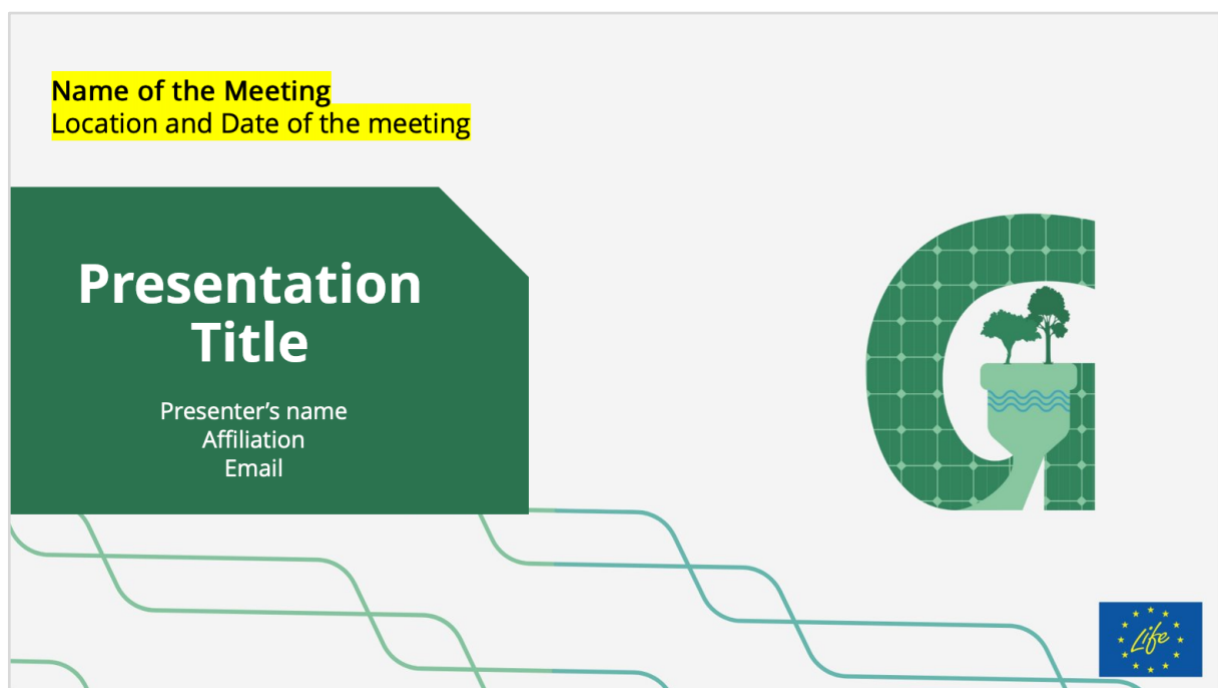 Name of the Meeting
Location and Date of the meeting
Presentation
Title
Presenter’s name
Affiliation
Email
G
Life